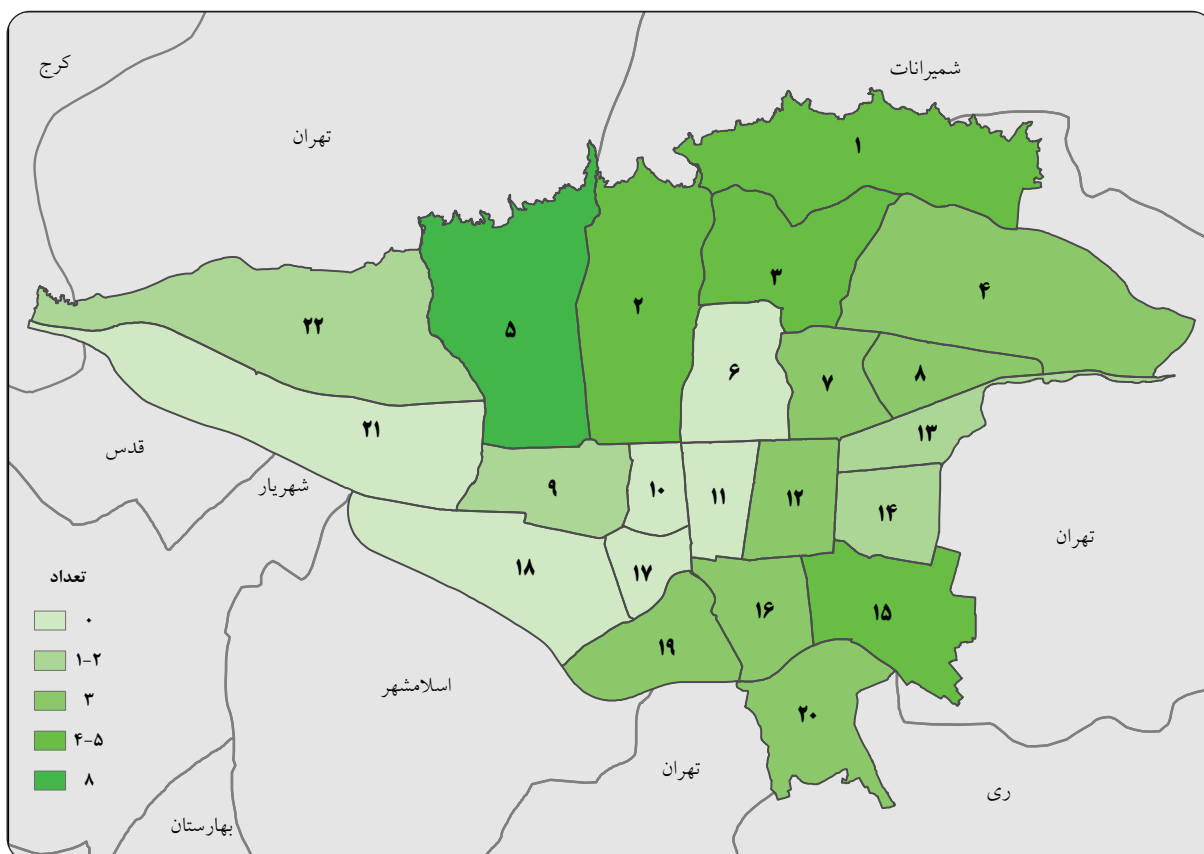 کرج
شمیرانات
تهران
۱
۳
۴
۲
۵
۲۲
۶
۷
۸
۲۱
۱۳
قدس
شهریار
۹
۱۰
۱۱
۱۲
۱۴
تهران
۱۸
۱۷
۱۶
۱۵
۱۹
اسلامشهر
۲۰
تهران
ری
بهارستان
تعداد
۰
۱-۲
۳
۴-۵
۸